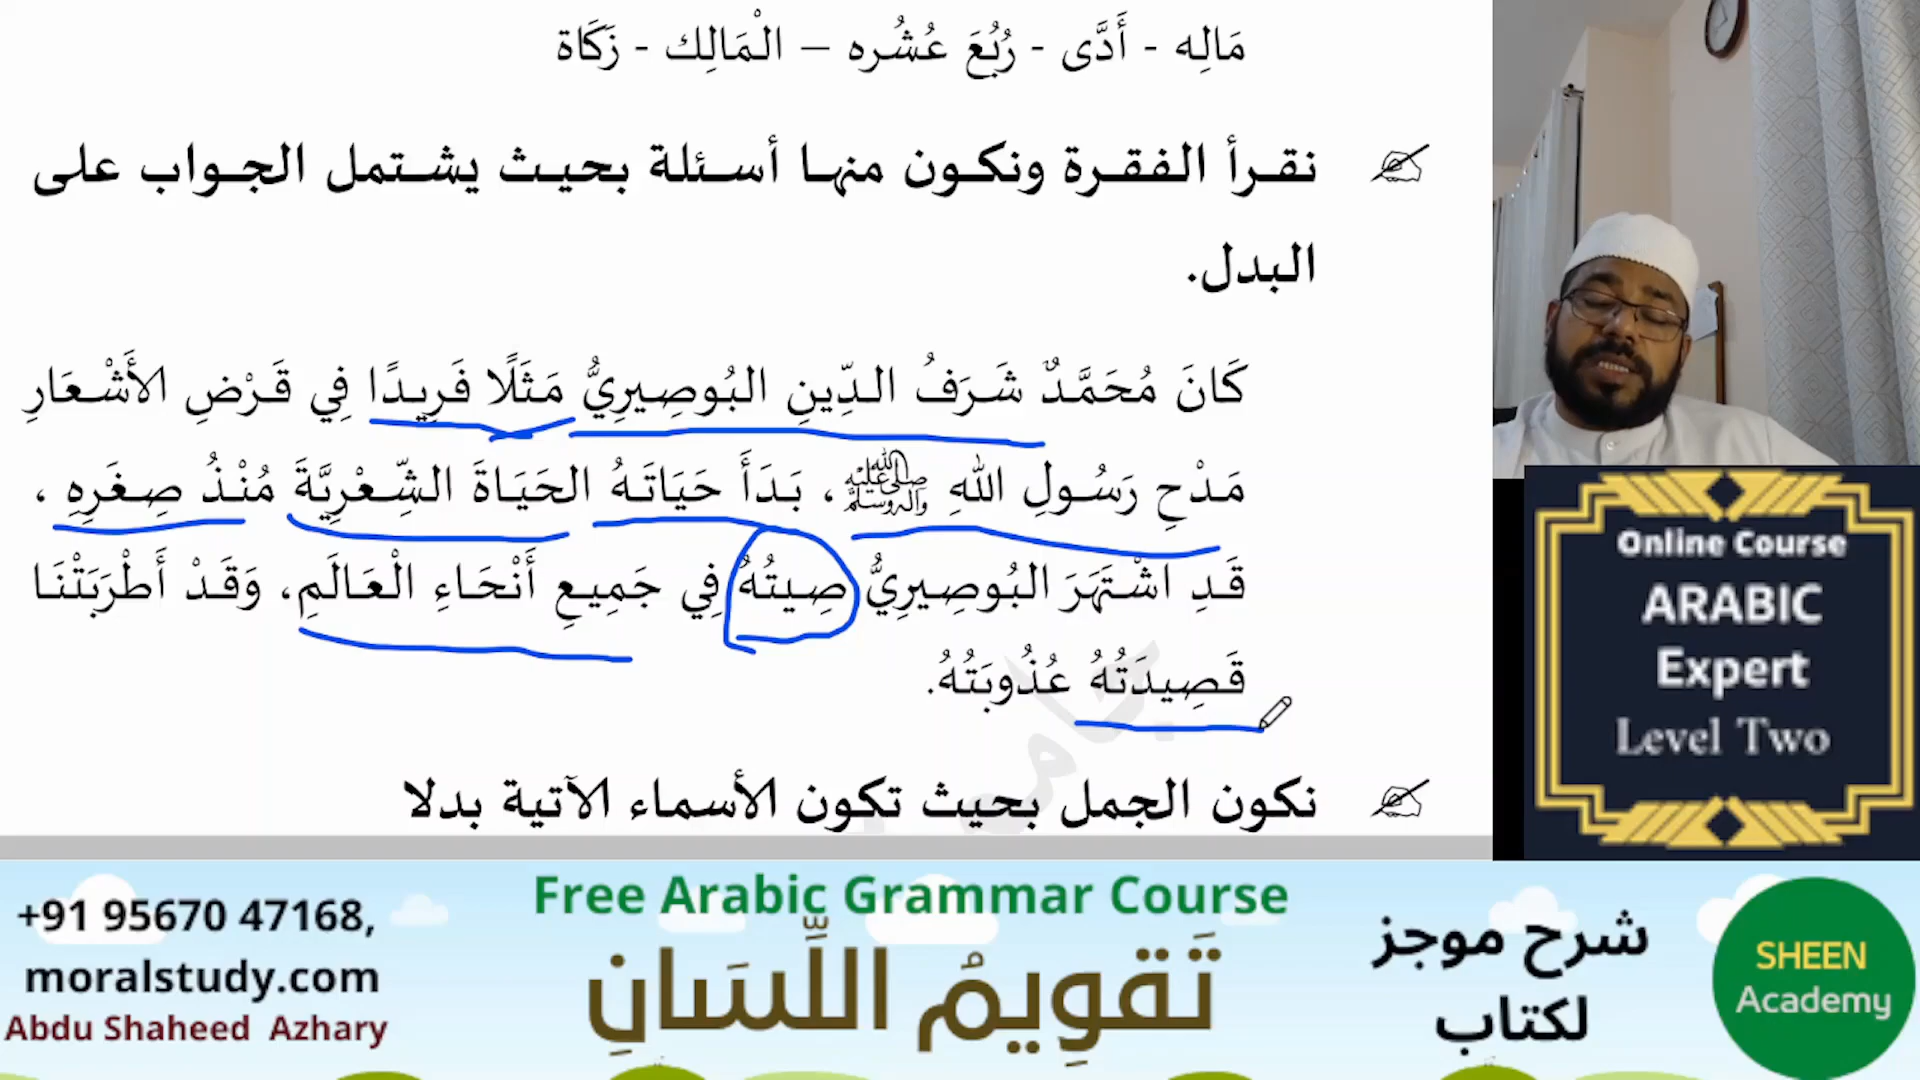 مَالِه - أَدَّى - رُبُعَ عُشُره – الْمَالِك - زَكَاة
نقرأ الفقرة ونكون منها أسئلة بحيث يشتمل الجواب على
البدل.
كَانَ مُحَمَّدٌ شَرَفُ الدِّينِ البُوصِيرِيُّ مَثَلًا فَرِيدًا فِي قَرْضِ الأَشْعَارِ
مَدْحِ رَسُولِ اللهِ ﷺ، بَدَأَ حَيَاتَهُ الحَيَاةَ الشِّعْرِيَّةَ مُنْذُ صِغَرِهِ ،
قَدِ اشْتَهَرَ البُوصِيرِيُّ صِيتُهُ فِي جَمِيعِ أَنْحَاءِ الْعَالَمِ، وَقَدْ أَطْرَبَتْنَا
قَصِيدَتُهُ عُذُوبَتُهُ.
نكون الجمل بحيث تكون الأسماء الآتية بدلا
Online Course
ARABIC
Expert
Level Two
+91 95670 47168,
moralstudy.com
Abdu Shaheed Azhary
Free Arabic Grammar Course
تَقوِيمُ اللِّسَانِ
شرح موجز
لكتاب
SHEEN
Academy